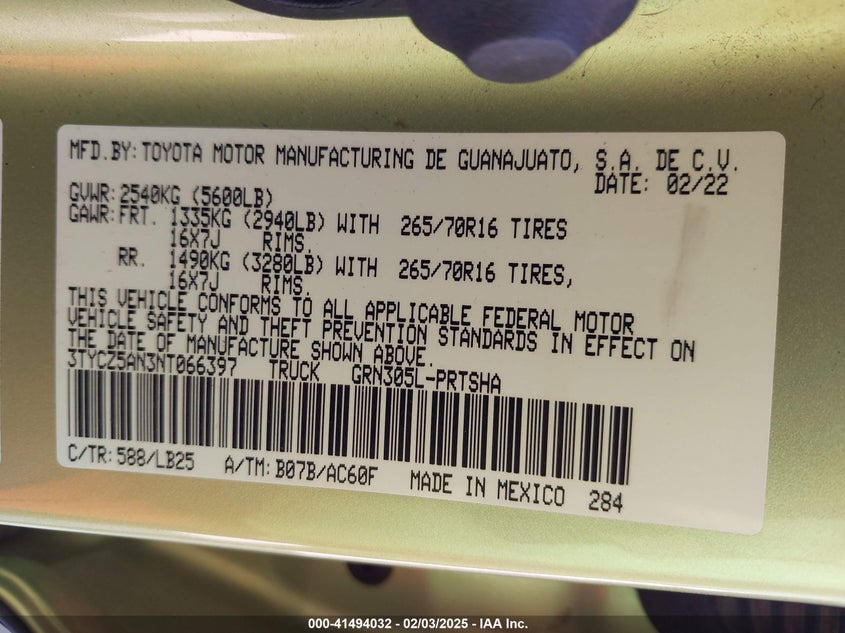 MFD.BY: TOYOTA MOTOR MANUFACTURING DE GUANAJUATO, S.A. DE C.V.
DATE: 02/22
GVWR: 2540KG (5600LB)
GAWR: FRT. 1335KG (2940LB) WITH 265/70R16 TIRES
16X7J RIMS.
RR. 1490KG (3280LB) WITH 265/70R16 TIRES,
16X7J RIMS.
THIS VEHICLE CONFORMS TO ALL APPLICABLE FEDERAL MOTOR
VEHICLE SAFETY AND THEFT PREVENTION STANDARDS IN EFFECT ON
THE DATE OF MANUFACTURE SHOWN ABOVE.
3TYCZ5AN3NT066397 TRUCK GRN305L-PRTSHA
C/TR: 588/LB25 A/TM: B07B/AC60F MADE IN MEXICO 284
000-41494032 - 02/03/2025 - IAA Inc.